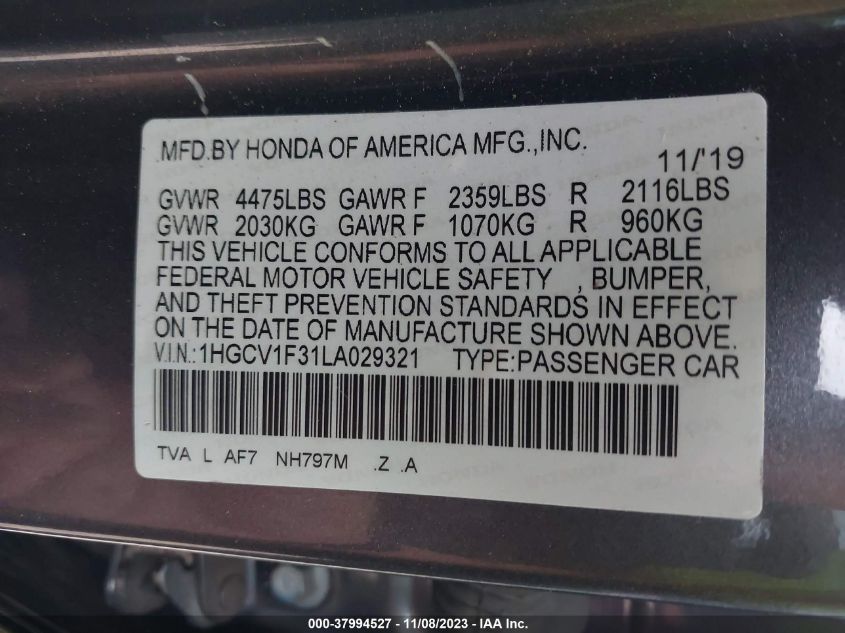 MFD.BY HONDA OF AMERICA MFG.,INC. 11/'19
GVWR 4475LBS GAWR F 2359LBS R 2116LBS
GVWR 2030KG GAWR F 1070KG R 960KG
THIS VEHICLE CONFORMS TO ALL APPLICABLE
FEDERAL MOTOR VEHICLE SAFETY , BUMPER,
AND THEFT PREVENTION STANDARDS IN EFFECT
ON THE DATE OF MANUFACTURE SHOWN ABOVE.
V.I.N.:1HGCV1F31LA029321 TYPE:PASSENGER CAR
TVA L AF7 NH797M .Z .A
000-37994527 - 11/08/2023 - IAA Inc.